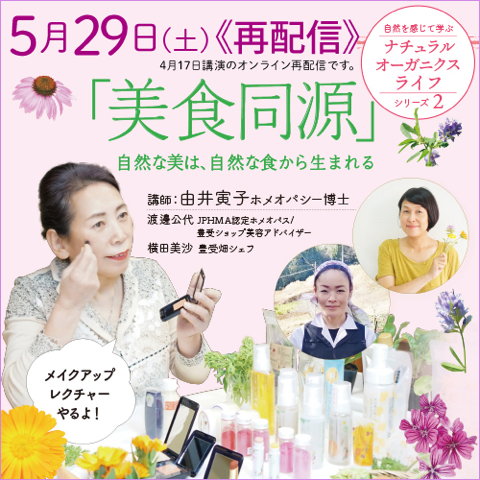 5月29日(土)《再配信》
4月17日講演のオンライン再配信です。
自然を感じて学ぶ
ナチュラル
オーガニクス
ライフ
シリーズ2
「美食同源」
自然な美は、自然な食から生まれる
講師:由井寅子ホメオパシー博士
渡邊公代 JPHMA認定ホメオパス/
豊受ショップ美容アドバイザー
横田美沙 豊受畑シェフ
メイクアップ
レクチャー
やるよ!